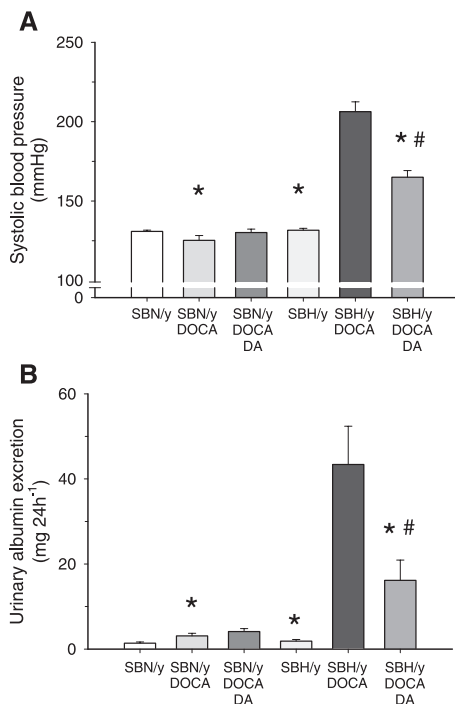 A
Systolic blood pressure
(mmHg)
250
200
150
100
0
* * * #
SBN/y SBN/y SBN/y SBH/y SBH/y SBH/y
DOCA DOCA DOCA DOCA
DA DA
B
Urinary albumin excretion
(mg 24h⁻¹)
60
40
20
0
* * * #
SBN/y SBN/y SBN/y SBH/y SBH/y SBH/y
DOCA DOCA DOCA DOCA
DA DA